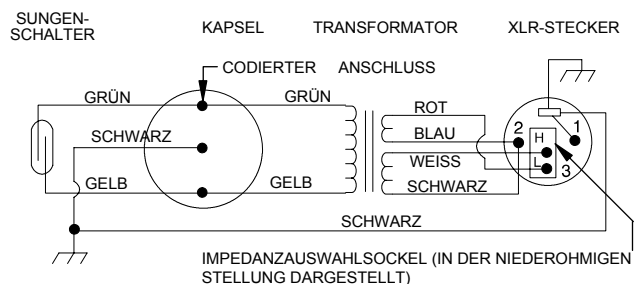 SUNGEN-
SCHALTER
KAPSEL
TRANSFORMATOR
XLR-STECKER
CODIERTER ANSCHLUSS
GRÜN
GRÜN
ROT
SCHWARZ
BLAU
2
H
1
WEISS
L
3
GELB
GELB
SCHWARZ
SCHWARZ
IMPEDANZAUSWAHLSOCKEL (IN DER NIEDEROHMIGEN
STELLUNG DARGESTELLT)